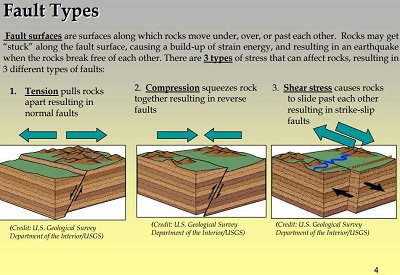 Fault Types
Fault surfaces are surfaces along which rocks move under, over, or past each other. Rocks may get
"stuck" along the fault surface, causing a build-up of strain energy, and resulting in an earthquake
when the rocks break free of each other. There are 3 types of stress that can affect rocks, resulting in
3 different types of faults:
1. Tension pulls rocks
apart resulting in
normal faults
2. Compression squeezes rock
together resulting in reverse
faults
3. Shear stress causes rocks
to slide past each other
resulting in strike-slip
faults
(Credit: U.S. Geological Survey
Department of the Interior/USGS)
(Credit: U.S. Geological Survey
Department of the Interior/USGS)
(Credit: U.S. Geological Survey
Department of the Interior/USGS)
4